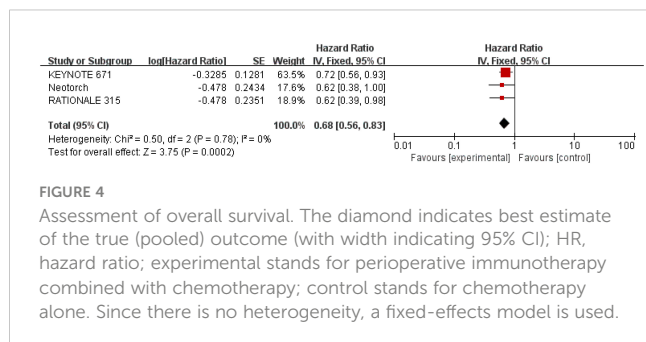 Hazard Ratio Hazard Ratio
Study or Subgroup log[Hazard Ratio] SE Weight IV, Fixed, 95% CI IV, Fixed, 95% CI
KEYNOTE 671 -0.3285 0.1281 63.5% 0.72 [0.56, 0.93]
Neotorch -0.478 0.2434 17.6% 0.62 [0.38, 1.00]
RATIONALE 315 -0.478 0.2351 18.9% 0.62 [0.39, 0.98]
Total (95% CI) 100.0% 0.68 [0.56, 0.83]
Heterogeneity: Chi² = 0.50, df = 2 (P = 0.78); I² = 0%
Test for overall effect: Z = 3.75 (P = 0.0002)
0.01 0.1 1 10 100
Favours [experimental] Favours [control]
FIGURE 4
Assessment of overall survival. The diamond indicates best estimate
of the true (pooled) outcome (with width indicating 95% CI); HR,
hazard ratio; experimental stands for perioperative immunotherapy
combined with chemotherapy; control stands for chemotherapy
alone. Since there is no heterogeneity, a fixed-effects model is used.